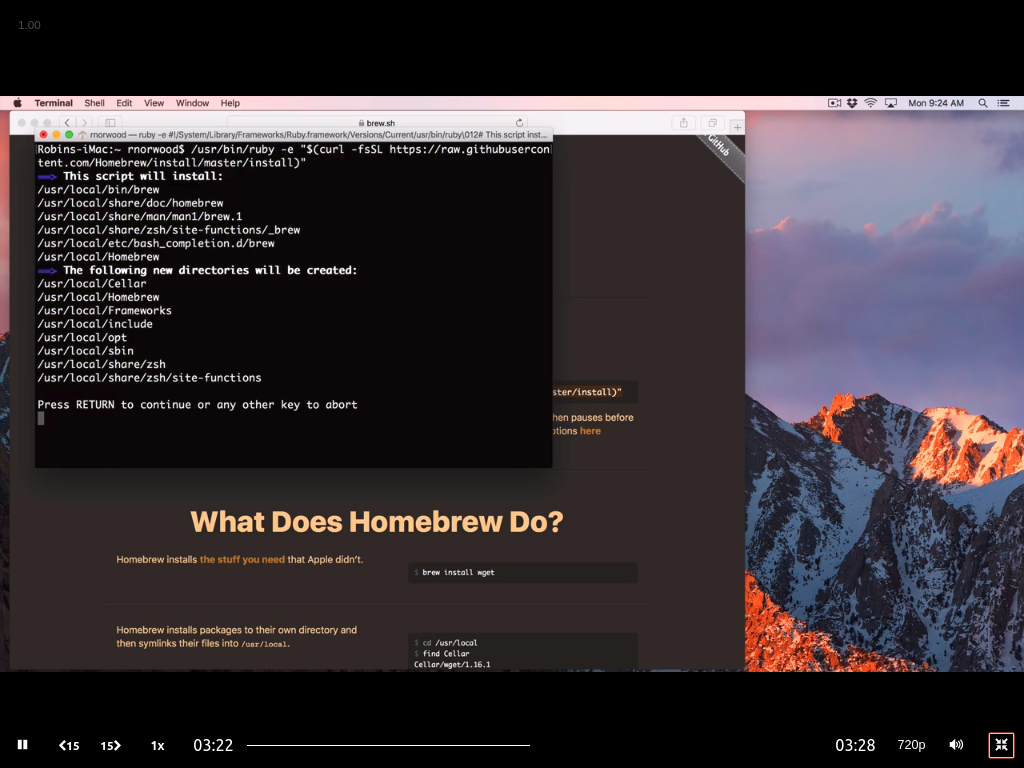 1.00
Terminal Shell Edit View Window Help
Mon 9:24 AM
brew.sh
rnorwood — ruby -e #!/System/Library/Frameworks/Ruby.framework/Versions/Current/usr/bin/ruby\012# This script inst...
GitHub
Robins-iMac:~ rnorwood$ /usr/bin/ruby -e "$(curl -fsSL https://raw.githubusercon
tent.com/Homebrew/install/master/install)"
==> This script will install:
/usr/local/bin/brew
/usr/local/share/doc/homebrew
/usr/local/share/man/man1/brew.1
/usr/local/share/zsh/site-functions/_brew
/usr/local/etc/bash_completion.d/brew
/usr/local/Homebrew
==> The following new directories will be created:
/usr/local/Cellar
/usr/local/Homebrew
/usr/local/Frameworks
/usr/local/include
/usr/local/opt
/usr/local/sbin
/usr/local/share/zsh
/usr/local/share/zsh/site-functions
Press RETURN to continue or any other key to abort
ster/install)"
hen pauses before
otions here
What Does Homebrew Do?
Homebrew installs the stuff you need that Apple didn't.
$ brew install wget
Homebrew installs packages to their own directory and
then symlinks their files into /usr/local.
$ cd /usr/local
$ find Cellar
Cellar/wget/1.16.1
15 15 1x 03:22 03:28 720p